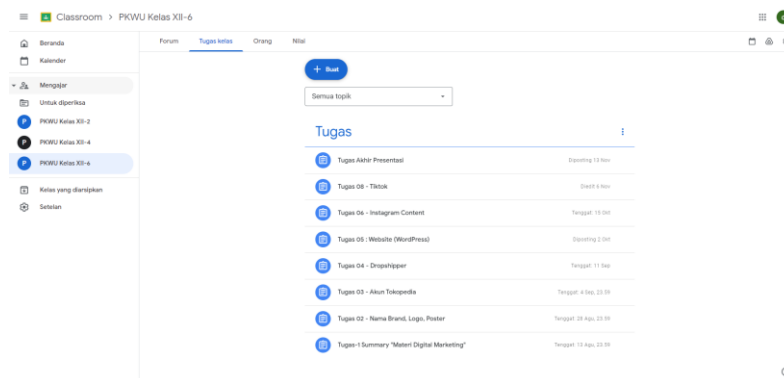 Classroom > PKWU Kelas XII-6
Beranda
Kalender
Mengajar
Untuk diperiksa
P PKWU Kelas XII-2
P PKWU Kelas XII-4
P PKWU Kelas XII-6
Kelas yang diarsipkan
Setelan
Forum Tugas kelas Orang Nilai
+ Buat
Semua topik
Tugas
Tugas Akhir Presentasi Diposting 13 Nov
Tugas 08 - Tiktok Diedit 6 Nov
Tugas 06 - Instagram Content Tenggat: 15 Okt
Tugas 05 : Website (WordPress) Diposting 2 Okt
Tugas 04 - Dropshipper Tenggat: 11 Sep
Tugas 03 - Akun Tokopedia Tenggat: 4 Sep, 23.59
Tugas 02 - Nama Brand, Logo, Poster Tenggat: 28 Agu, 23.59
Tugas-1 Summary "Materi Digital Marketing" Tenggat: 15 Agu, 23.59